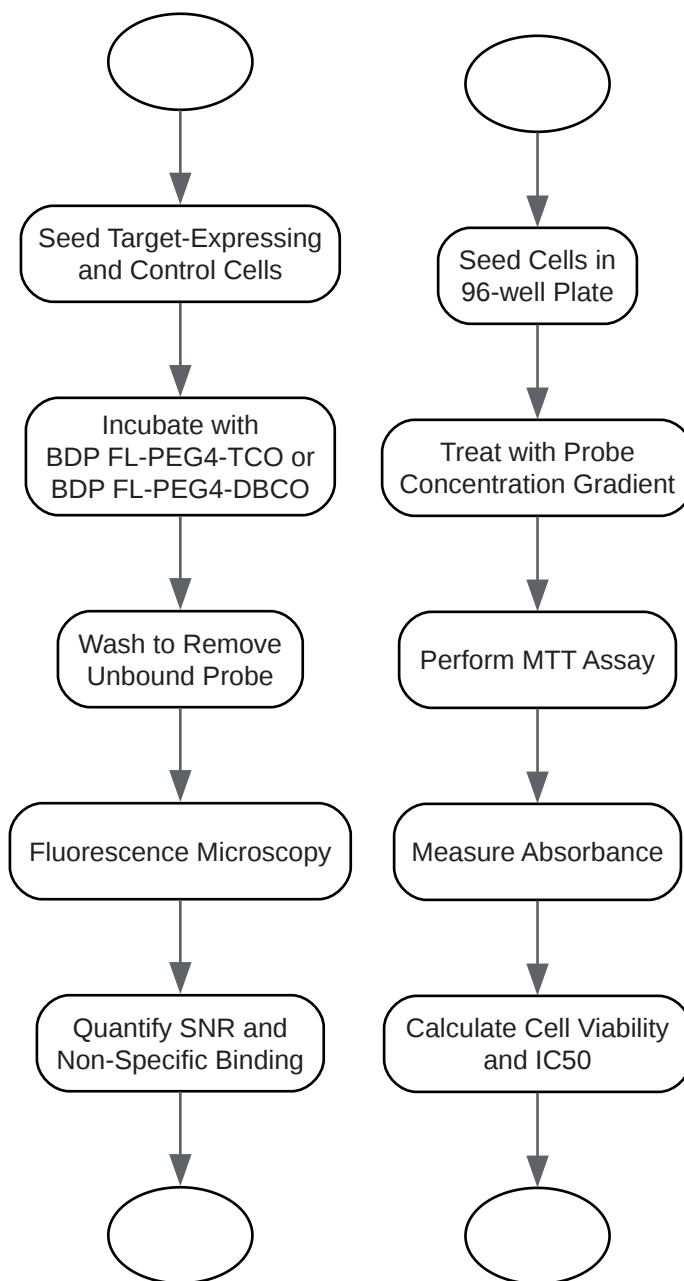 Seed Target-Expressing
and Control Cells
Incubate with
BDP FL-PEG4-TCO or
BDP FL-PEG4-DBCO
Wash to Remove
Unbound Probe
Fluorescence Microscopy
Quantify SNR and
Non-Specific Binding
Seed Cells in
96-well Plate
Treat with Probe
Concentration Gradient
Perform MTT Assay
Measure Absorbance
Calculate Cell Viability
and IC50